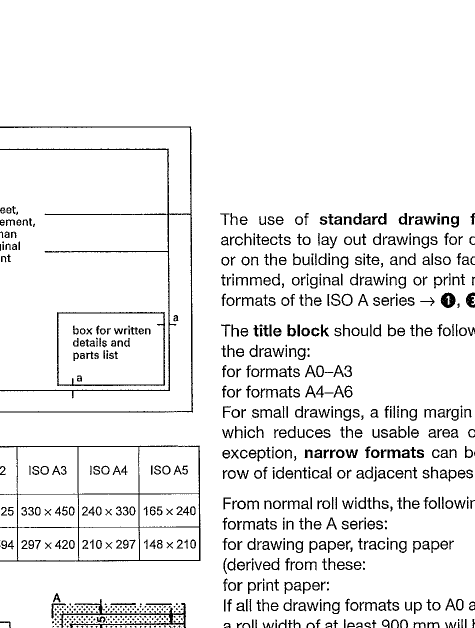 eet,
ement,
han
ginal
nt
a
box for written
details and
parts list
a
2 ISO A3 ISO A4 ISO A5
25 330 × 450 240 × 330 165 × 240
94 297 × 420 210 × 297 148 × 210
A
5
The use of standard drawing f
architects to lay out drawings for d
or on the building site, and also fac
trimmed, original drawing or print n
formats of the ISO A series → 1, 3
The title block should be the follow
the drawing:
for formats A0–A3
for formats A4–A6
For small drawings, a filing margin
which reduces the usable area o
exception, narrow formats can be
row of identical or adjacent shapes
From normal roll widths, the followin
formats in the A series:
for drawing paper, tracing paper
(derived from these:
for print paper:
If all the drawing formats up to A0 a
a roll width of at least 900 mm will b